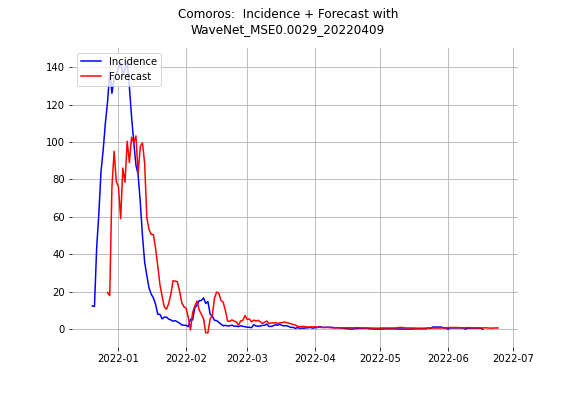 Comoros:  Incidence + Forecast with
WaveNet_MSE0.0029_20220409
Incidence
Forecast
140
120
100
80
60
40
20
0
2022-01 2022-02 2022-03 2022-04 2022-05 2022-06 2022-07